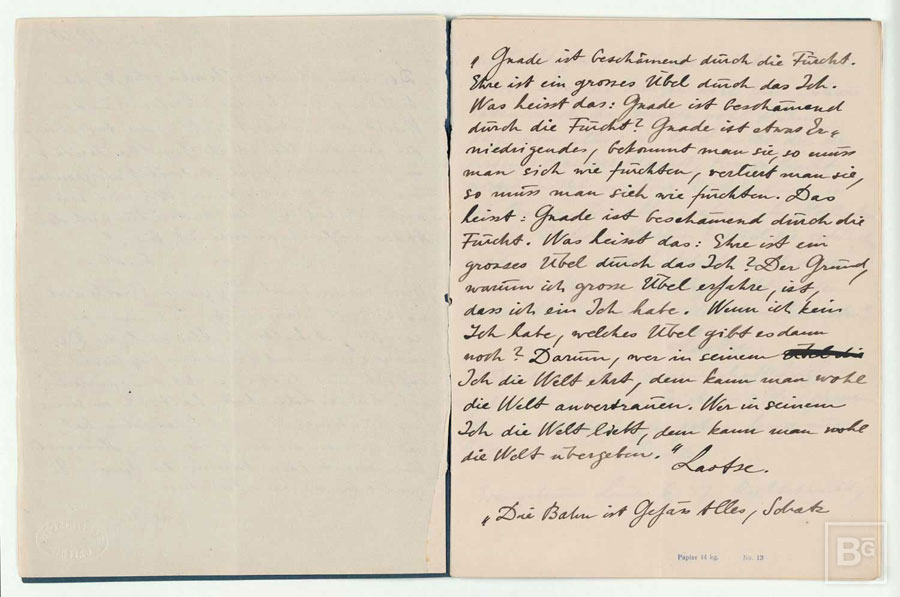 „Gnade ist beschämend durch die Furcht.
Ehre ist ein grosses Übel durch das Ich.
Was heisst das: Gnade ist beschämend
durch die Furcht? Gnade ist etwas Er-
niedrigendes, bekommt man sie, so muss
man sich wie fürchten, verliert man sie,
so muss man sich wie fürchten. Das
heisst: Gnade ist beschämend durch die
Furcht. Was heisst das: Ehre ist ein
grosses Übel durch das Ich? Der Grund,
warum ich grosse Übel erfahre, ist,
dass ich ein Ich habe. Wenn ich kein
Ich habe, welches Übel gibt es dann
noch? Darum, wer in seinem
Ich die Welt ehrt, dem kann man wohl
die Welt anvertrauen. Wer in seinem
Ich die Welt liebt, dem kann man wohl
die Welt übergeben.“ Laotse.
„Die Bahn ist Alles, Schatz
Papier 14 kg. No. 13
BG